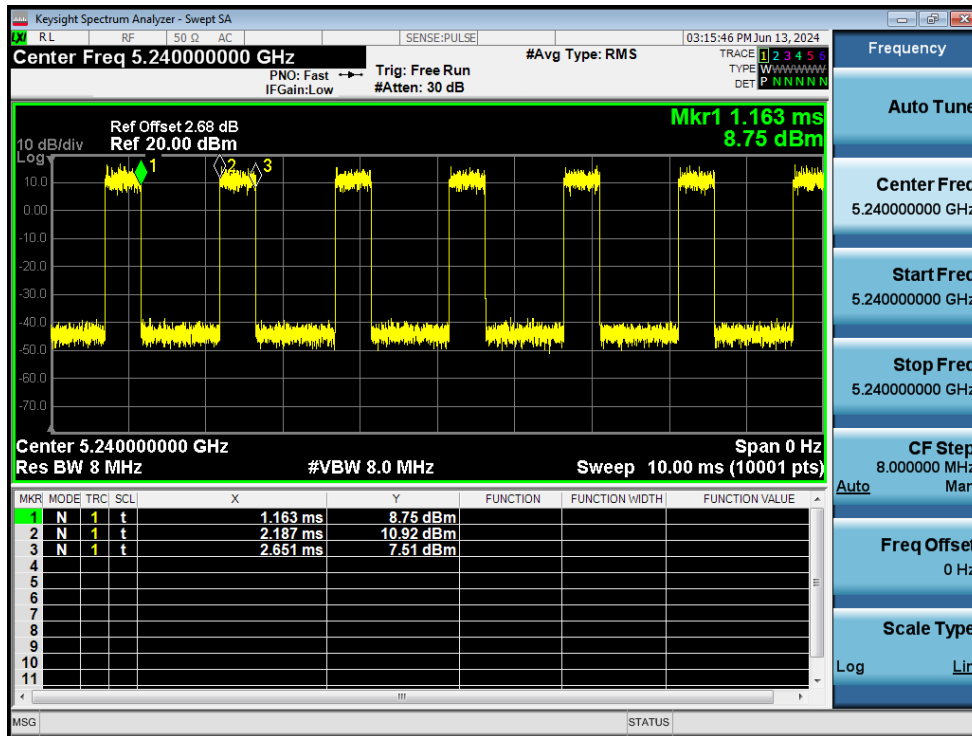 Keysight Spectrum Analyzer - Swept SA
LXI RL RF 50 Ω AC SENSE:PULSE 03:15:46 PM Jun 13, 2024
Center Freq 5.240000000 GHz #Avg Type: RMS TRACE 1 2 3 4 5 6
PNO: Fast Trig: Free Run TYPE WWWWWW
IFGain:Low #Atten: 30 dB DET P N N N N N
Mkr1 1.163 ms
8.75 dBm
Ref Offset 2.68 dB
10 dB/div Ref 20.00 dBm
Log
1 2 3
10.0
0.00
-10.0
-20.0
-30.0
-40.0
-50.0
-60.0
-70.0
Center 5.240000000 GHz Span 0 Hz
Res BW 8 MHz #VBW 8.0 MHz Sweep 10.00 ms (10001 pts)
MKR MODE TRC SCL X Y FUNCTION FUNCTION WIDTH FUNCTION VALUE
1 N 1 t 1.163 ms 8.75 dBm
2 N 1 t 2.187 ms 10.92 dBm
3 N 1 t 2.651 ms 7.51 dBm
4
5
6
7
8
9
10
11
MSG STATUS
Frequency
Auto Tune
Center Freq
5.240000000 GHz
Start Freq
5.240000000 GHz
Stop Freq
5.240000000 GHz
CF Step
8.000000 MHz
Auto Man
Freq Offset
0 Hz
Scale Type
Log Lin